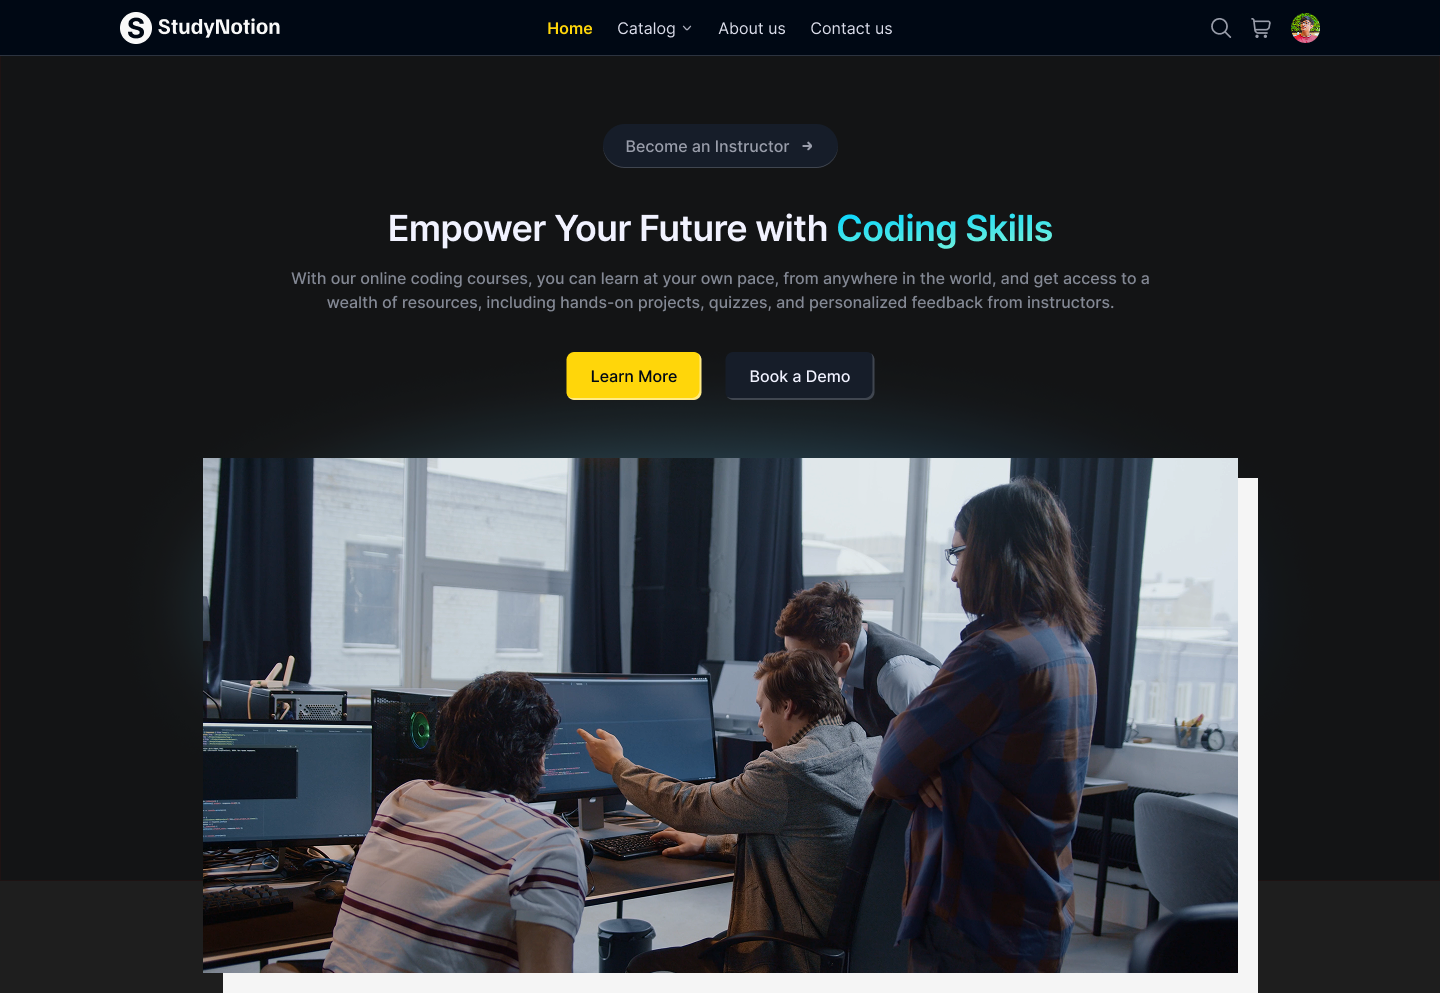 StudyNotion
Home Catalog About us Contact us
Become an Instructor →
Empower Your Future with Coding Skills
With our online coding courses, you can learn at your own pace, from anywhere in the world, and get access to a
wealth of resources, including hands-on projects, quizzes, and personalized feedback from instructors.
Learn More Book a Demo